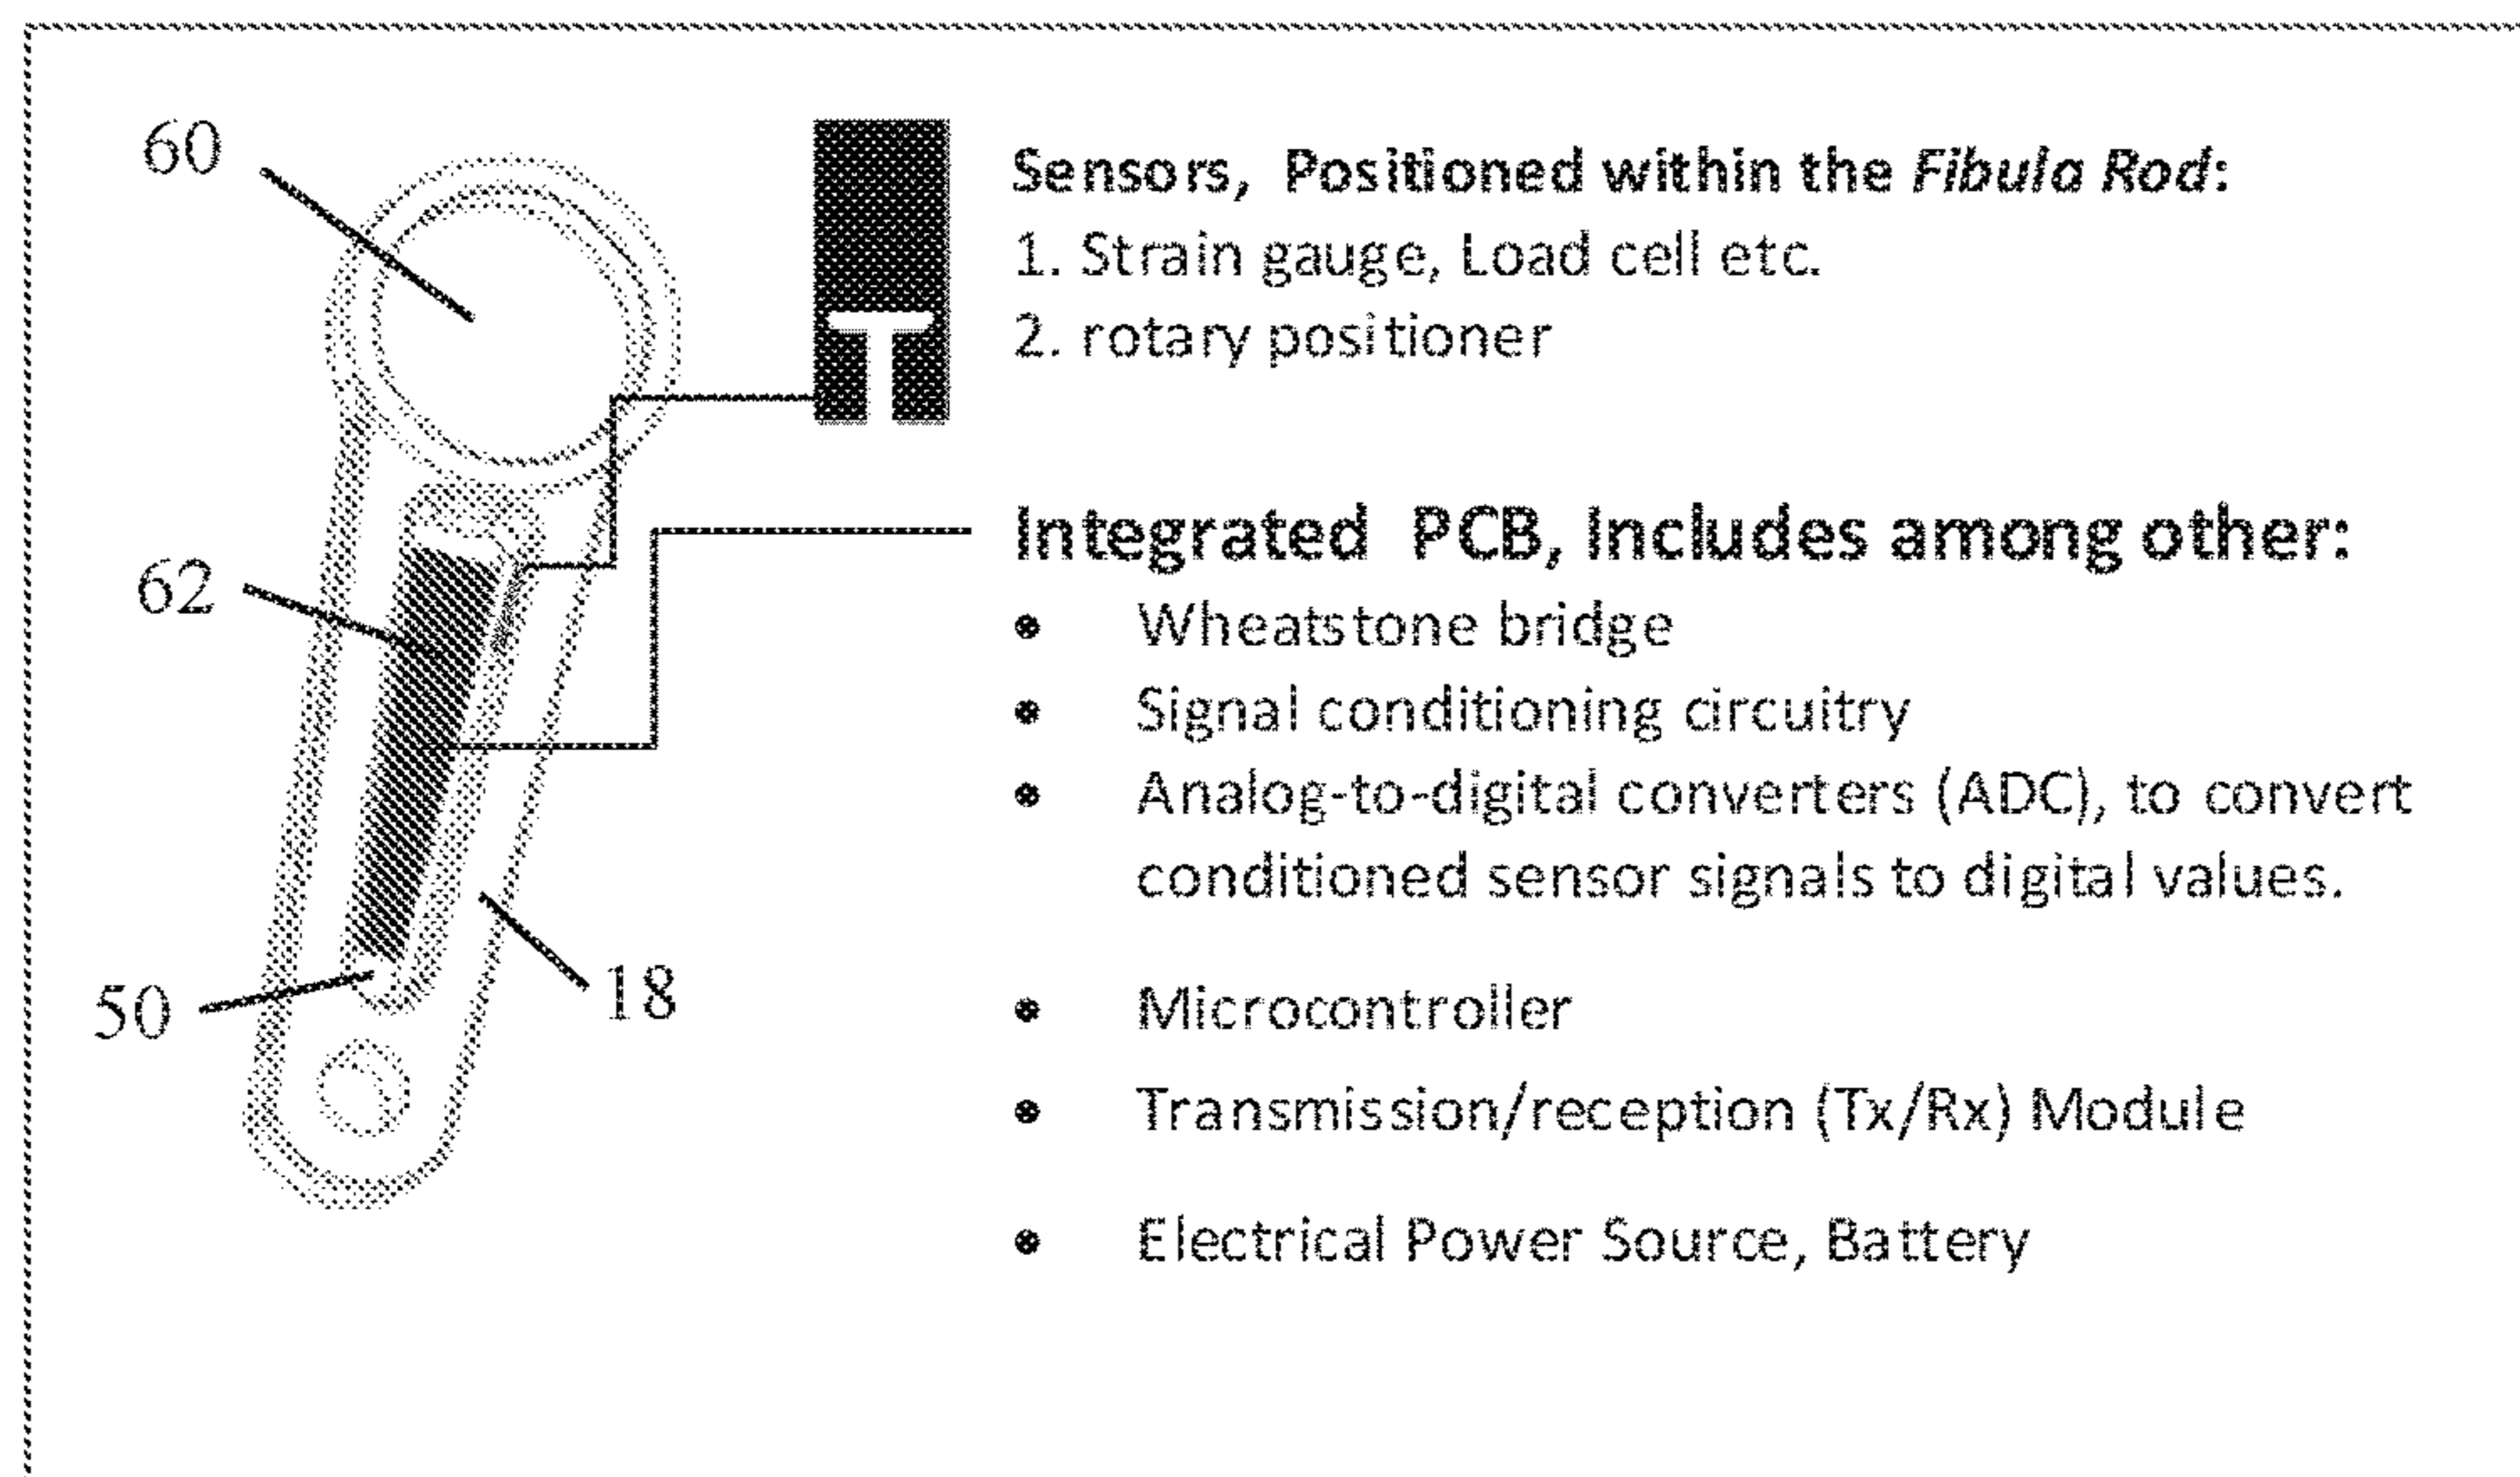 60
Sensors, Positioned within the Fibula Rod:
1. Strain gauge, Load cell etc.
2. rotary positioner
Integrated PCB, Includes among other:
62
• Wheatstone bridge
• Signal conditioning circuitry
• Analog-to-digital converters (ADC), to convert
conditioned sensor signals to digital values.
50
18
• Microcontroller
• Transmission/reception (Tx/Rx) Module
• Electrical Power Source, Battery